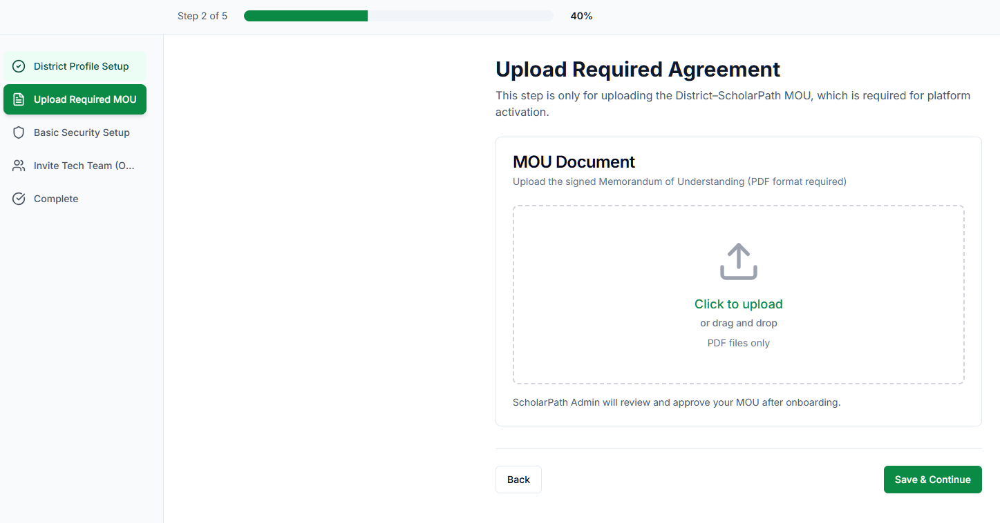 Step 2 of 5
40%
District Profile Setup
Upload Required MOU
Basic Security Setup
Invite Tech Team (O...
Complete
Upload Required Agreement
This step is only for uploading the District–ScholarPath MOU, which is required for platform
activation.
MOU Document
Upload the signed Memorandum of Understanding (PDF format required)
Click to upload
or drag and drop
PDF files only
ScholarPath Admin will review and approve your MOU after onboarding.
Back
Save & Continue